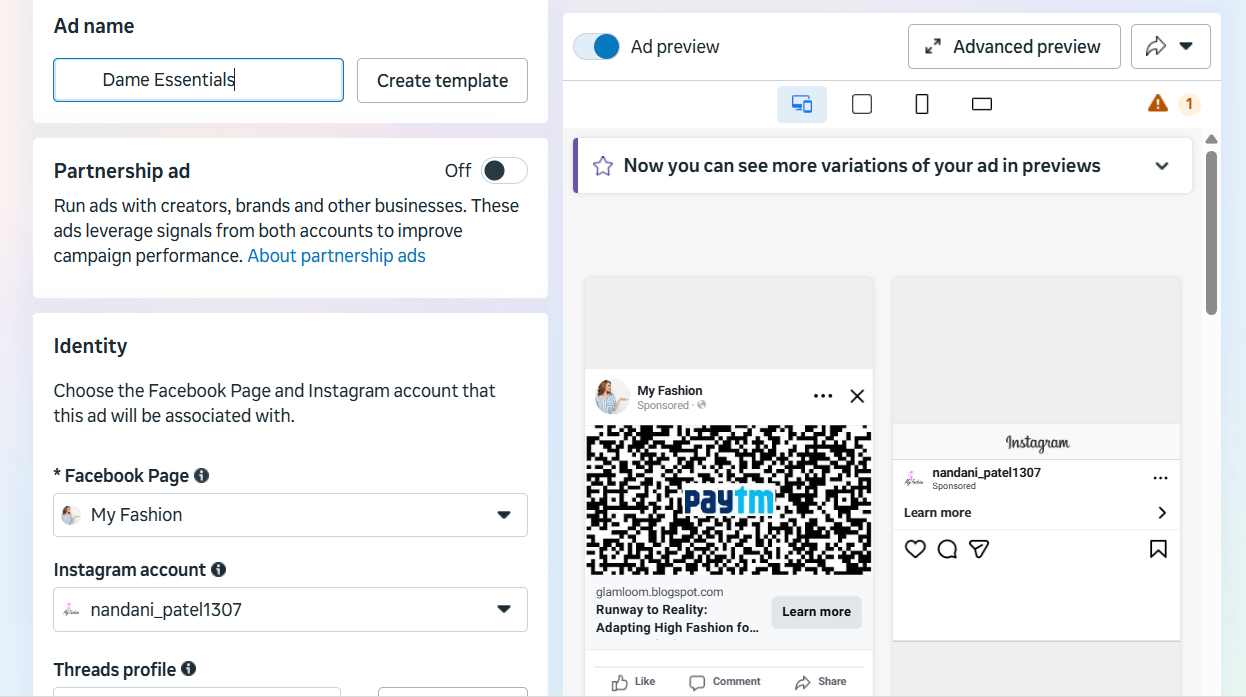 Ad name
Dame Essentials
Create template
Partnership ad
Off
Run ads with creators, brands and other businesses. These
ads leverage signals from both accounts to improve
campaign performance. About partnership ads
Identity
Choose the Facebook Page and Instagram account that
this ad will be associated with.
* Facebook Page
My Fashion
Instagram account
nandani_patel1307
Threads profile
Ad preview
Advanced preview
1
Now you can see more variations of your ad in previews
My Fashion
Sponsored ·
paytm
glamloom.blogspot.com
Runway to Reality:
Adapting High Fashion fo...
Learn more
Like
Comment
Share
Instagram
nandani_patel1307
Sponsored
Learn more